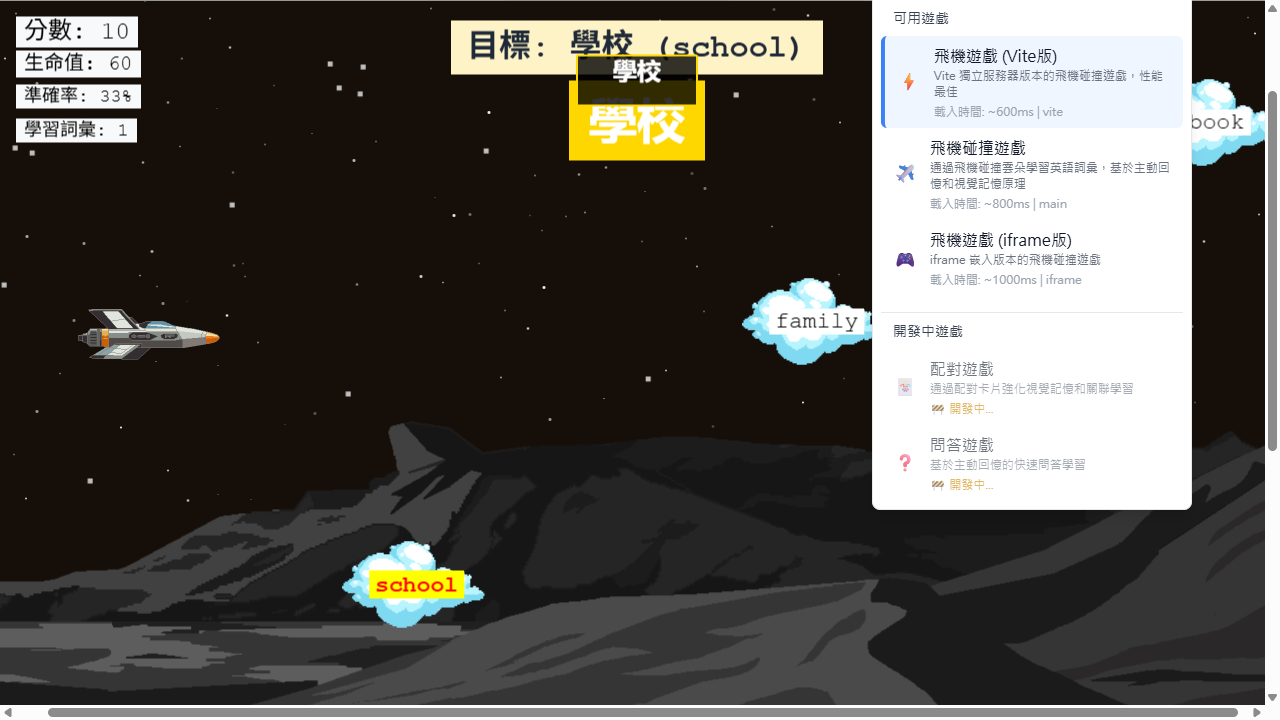 分數: 10
生命值: 60
準確率: 33%
學習詞彙: 1
目標: 學校 (school)
學校
學校
family
school
book
可用遊戲
飛機遊戲 (Vite版)
Vite 獨立服務器版本的飛機碰撞遊戲，性能
最佳
載入時間: ~600ms | vite
飛機碰撞遊戲
通過飛機碰撞雲朵學習英語詞彙，基於主動回
憶和視覺記憶原理
載入時間: ~800ms | main
飛機遊戲 (iframe版)
iframe 嵌入版本的飛機碰撞遊戲
載入時間: ~1000ms | iframe
開發中遊戲
配對遊戲
通過配對卡片強化視覺記憶和關聯學習
開發中...
問答遊戲
基於主動回憶的快速問答學習
開發中...